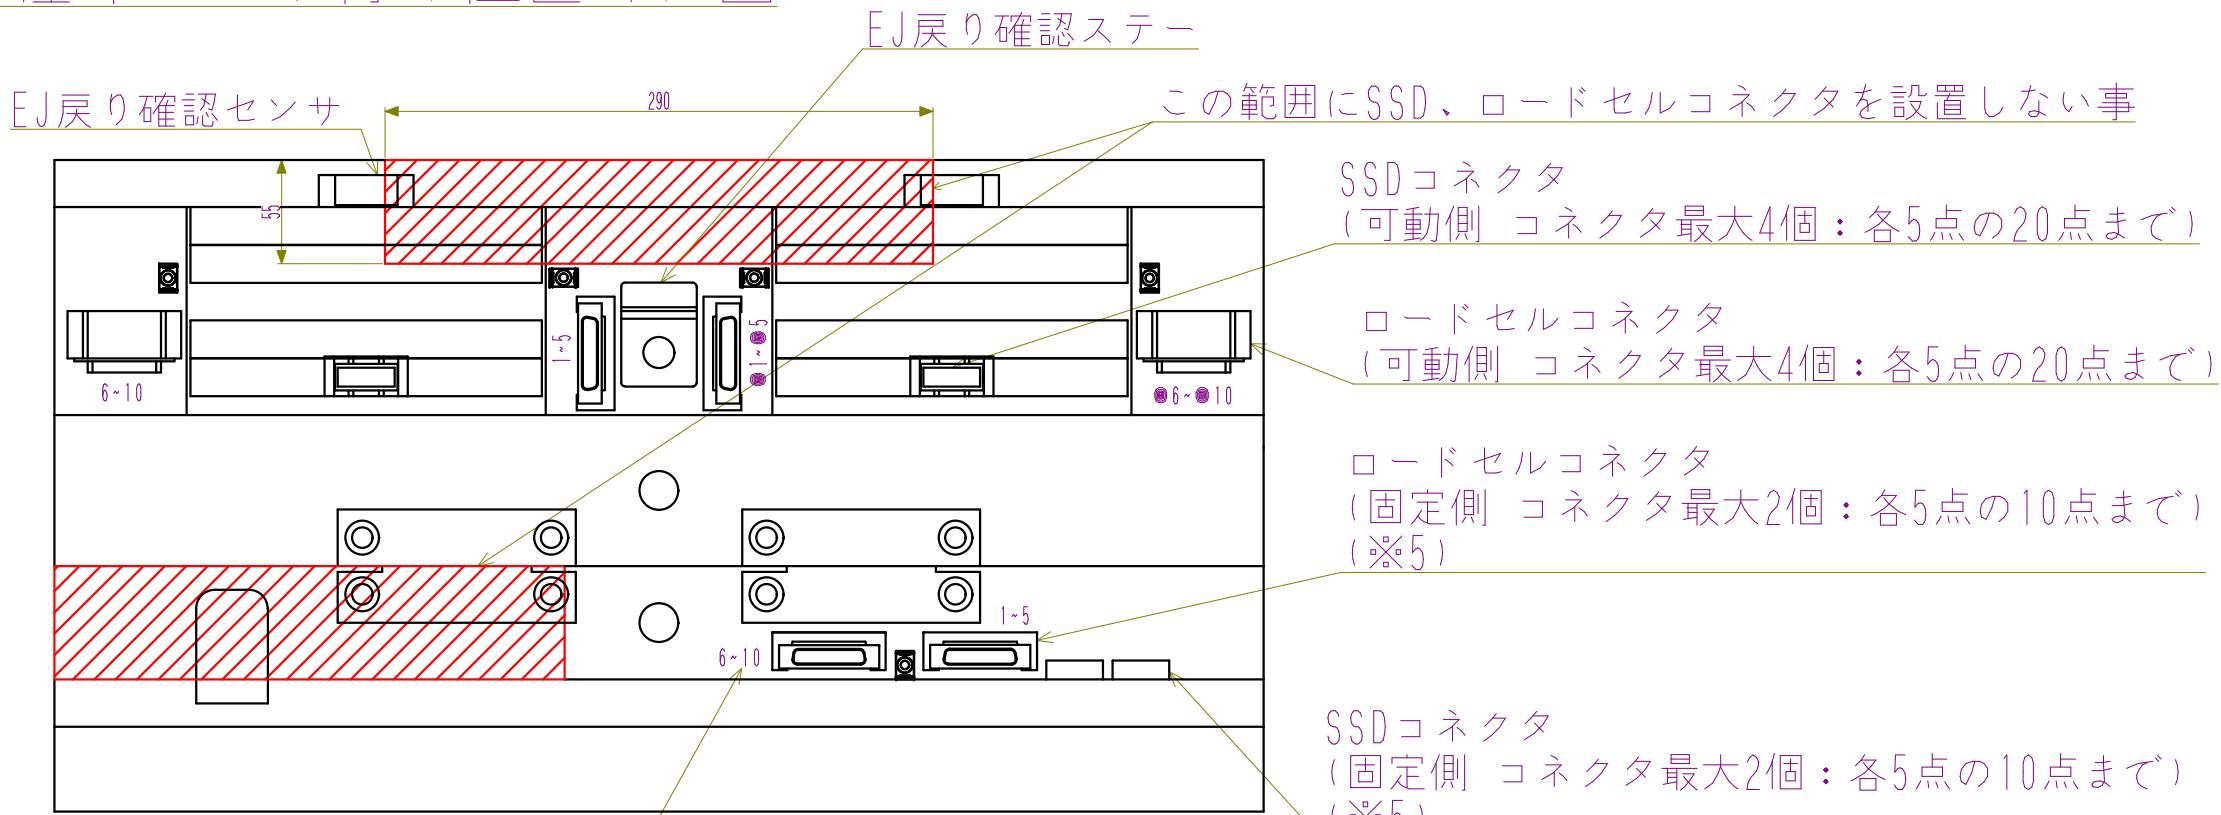 EJ戻り確認ステー
EJ戻り確認センサ
290
この範囲にSSD、ロードセルコネクタを設置しない事
55
SSDコネクタ
(可動側 コネクタ最大4個：各5点の20点まで)
ロードセルコネクタ
(可動側 コネクタ最大4個：各5点の20点まで)
1~5
◎1~◎5
6~10
◎6~◎10
ロードセルコネクタ
(固定側 コネクタ最大2個：各5点の10点まで)
(※5)
1~5
6~10
SSDコネクタ
(固定側 コネクタ最大2個：各5点の10点まで)
(※5)